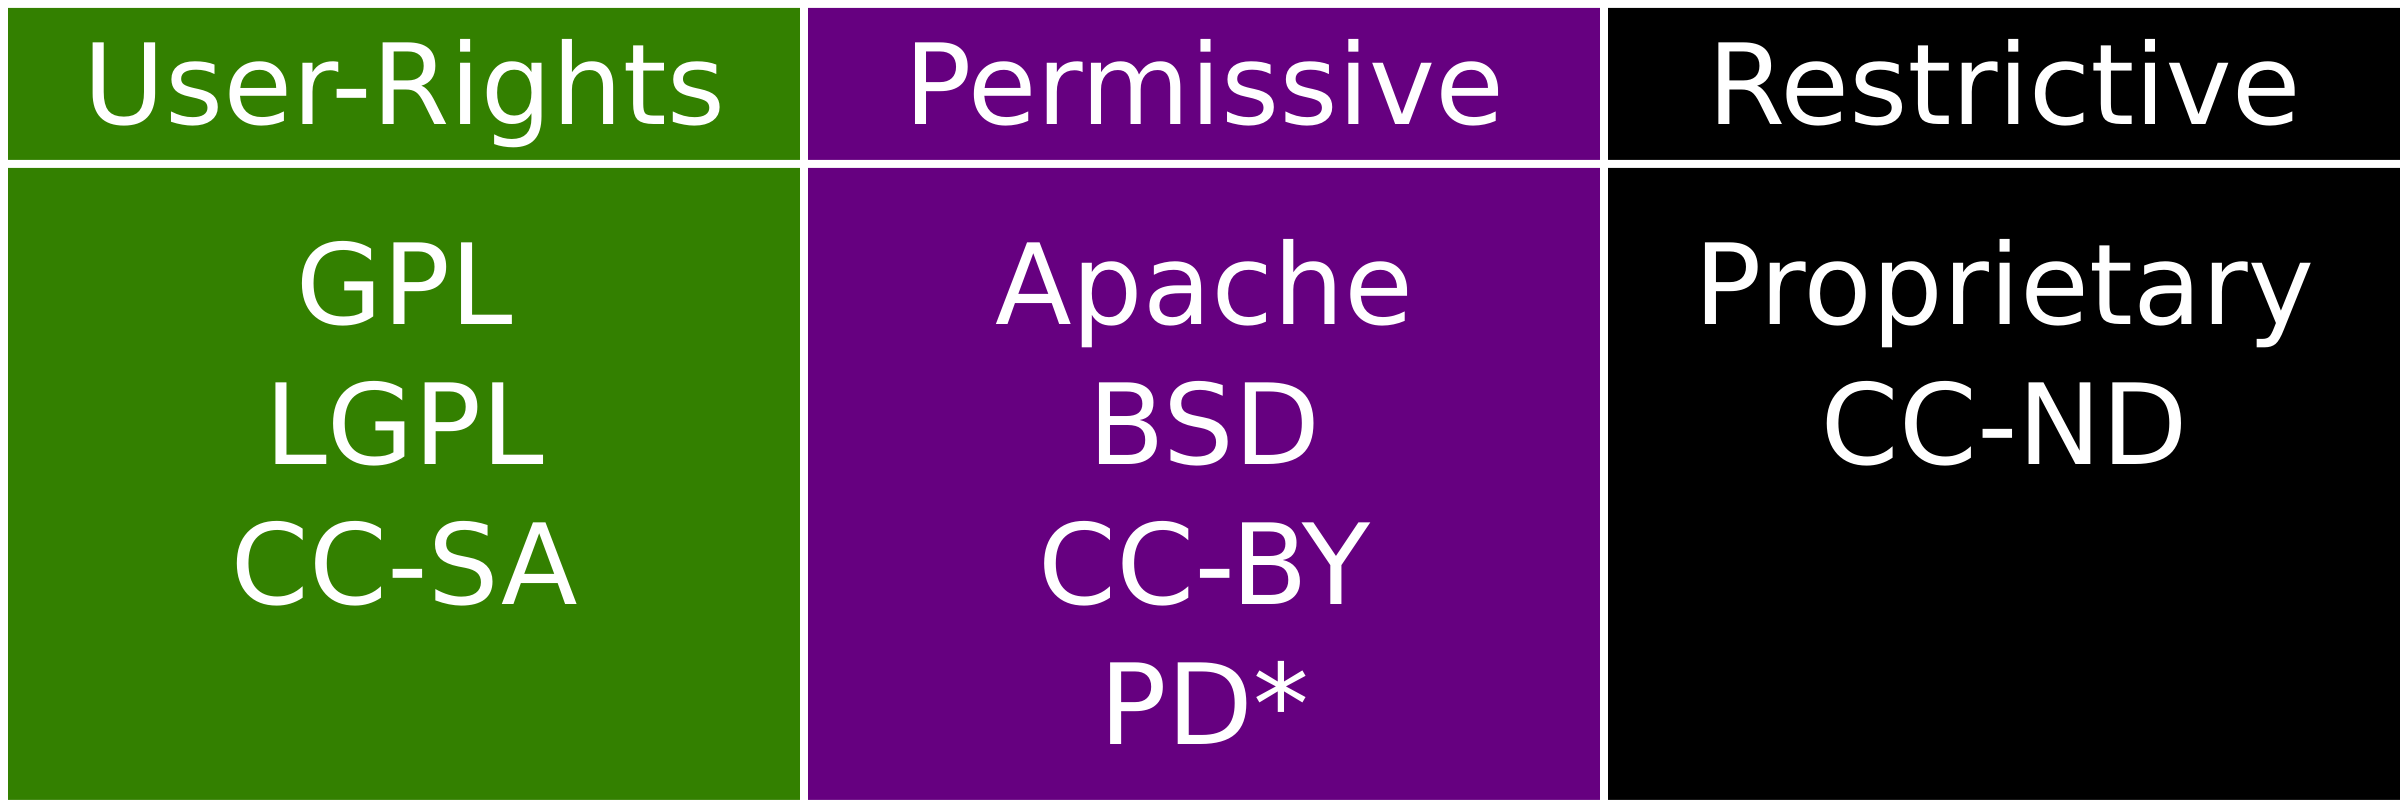 User-Rights
Permissive
Restrictive
GPL
LGPL
CC-SA
Apache
BSD
CC-BY
PD*
Proprietary
CC-ND